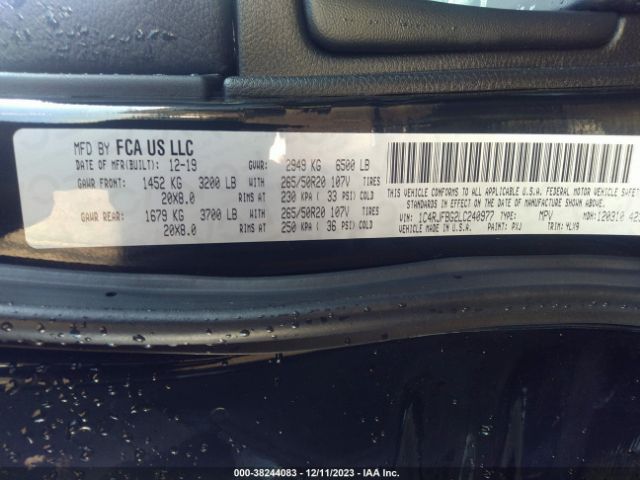 MFD BY FCA US LLC
DATE OF MFR(BUILT): 12-19 GVWR: 2949 KG 6500 LB
GAWR FRONT: 1452 KG 3200 LB WITH 265/50R20 107V TIRES
20X8.0 RIMS AT 230 KPA ( 33 PSI) COLD
GAWR REAR: 1679 KG 3700 LB WITH 265/50R20 107V TIRES
20X8.0 RIMS AT 250 KPA ( 36 PSI) COLD
THIS VEHICLE CONFORMS TO ALL APPLICABLE U.S.A. FEDERAL MOTOR VEHICLE
STANDARDS IN EFFECT ON THE DATE OF MANUFACTURE SHOWN ABOVE.
VIN: 1C4RJFBG2LC240977 TYPE: MPV MDH: 120310
PAINT: PXJ TRIM: YLX9
000-38244083 - 12/11/2023 - IAA Inc.